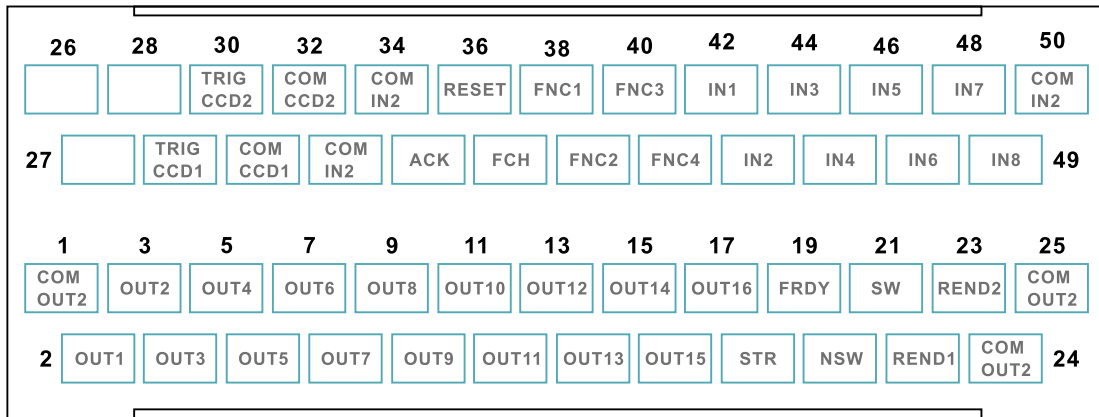 26 28 30 32 34 36 38 40 42 44 46 48 50
TRIG CCD2 COM CCD2 COM IN2 RESET FNC1 FNC3 IN1 IN3 IN5 IN7 COM IN2
27 TRIG CCD1 COM CCD1 COM IN2 ACK FCH FNC2 FNC4 IN2 IN4 IN6 IN8 49
1 3 5 7 9 11 13 15 17 19 21 23 25
COM OUT2 OUT2 OUT4 OUT6 OUT8 OUT10 OUT12 OUT14 OUT16 FRDY SW REND2 COM OUT2
2 OUT1 OUT3 OUT5 OUT7 OUT9 OUT11 OUT13 OUT15 STR NSW REND1 COM OUT2 24